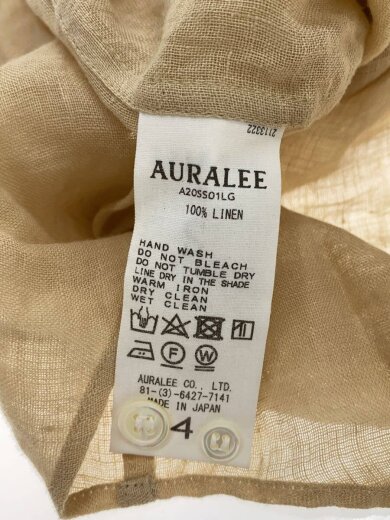 2113322
AURALEE
A20SS01LG
100% LINEN
HAND WASH
DO NOT BLEACH
DO NOT TUMBLE DRY
LINE DRY IN THE SHADE
WARM IRON
DRY CLEAN
WET CLEAN
F W
AURALEE CO., LTD.
81-(3)-6427-7141
MADE IN JAPAN
4